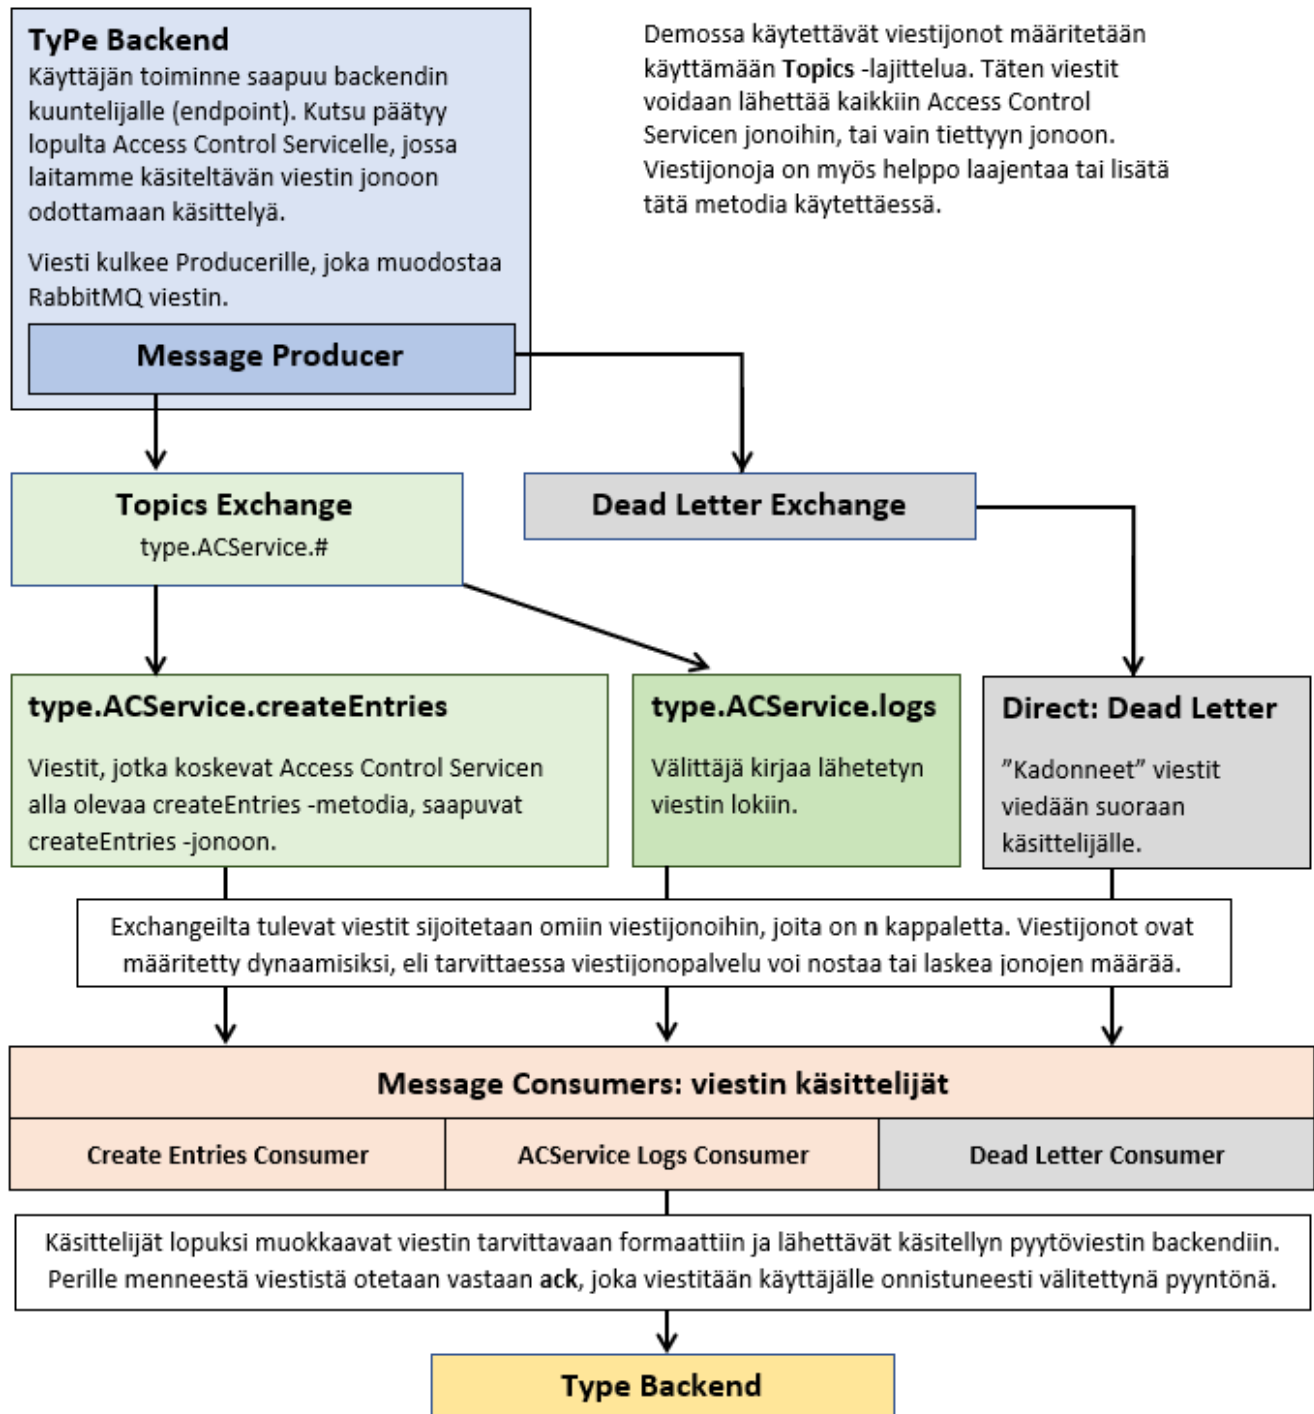 TyPe Backend
Käyttäjän toiminne saapuu backendin
kuuntelijalle (endpoint). Kutsu päätyy
lopulta Access Control Servicelle, jossa
laitamme käsiteltävän viestin jonoon
odottamaan käsittelyä.
Viesti kulkee Producerille, joka muodostaa
RabbitMQ viestin.
Message Producer
Demossa käytettävät viestijonot määritetään
käyttämään Topics -lajittelua. Täten viestit
voidaan lähettää kaikkiin Access Control
Servicen jonoihin, tai vain tiettyyn jonoon.
Viestijonoja on myös helppo laajentaa tai lisätä
tätä metodia käytettäessä.
Topics Exchange
type.ACService.#
Dead Letter Exchange
type.ACService.createEntries
Viestit, jotka koskevat Access Control Servicen
alla olevaa createEntries -metodia, saapuvat
createEntries -jonoon.
type.ACService.logs
Välittäjä kirjaa lähetetyn
viestin lokiin.
Direct: Dead Letter
”Kadonneet” viestit
viedään suoraan
käsittelijälle.
Exchangeilta tulevat viestit sijoitetaan omiin viestijonoihin, joita on n kappaletta. Viestijonot ovat
määritetty dynaamisiksi, eli tarvittaessa viestijonopalvelu voi nostaa tai laskea jonojen määrää.
Message Consumers: viestin käsittelijät
Create Entries Consumer
ACService Logs Consumer
Dead Letter Consumer
Käsittelijät lopuksi muokkaavat viestin tarvittavaan formaattiin ja lähettävät käsitellyn pyytöviestin backendiin.
Perille menneestä viestistä otetaan vastaan ack, joka viestitään käyttäjälle onnistuneesti välitettynä pyyntönä.
Type Backend